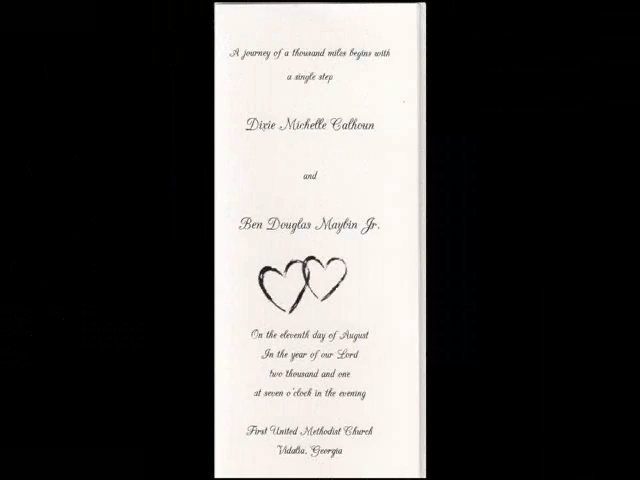 A journey of a thousand miles begins with
a single step
Dixie Michelle Calhoun
and
Ben Douglas Maybin Jr.
On the eleventh day of August
In the year of our Lord
two thousand and one
at seven o'clock in the evening
First United Methodist Church
Vidalia, Georgia